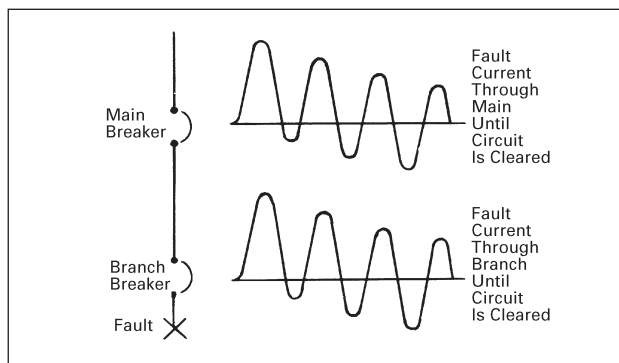 Main
Breaker
Fault
Current
Through
Main
Until
Circuit
Is Cleared
Branch
Breaker
Fault
Fault
Current
Through
Branch
Until
Circuit
Is Cleared